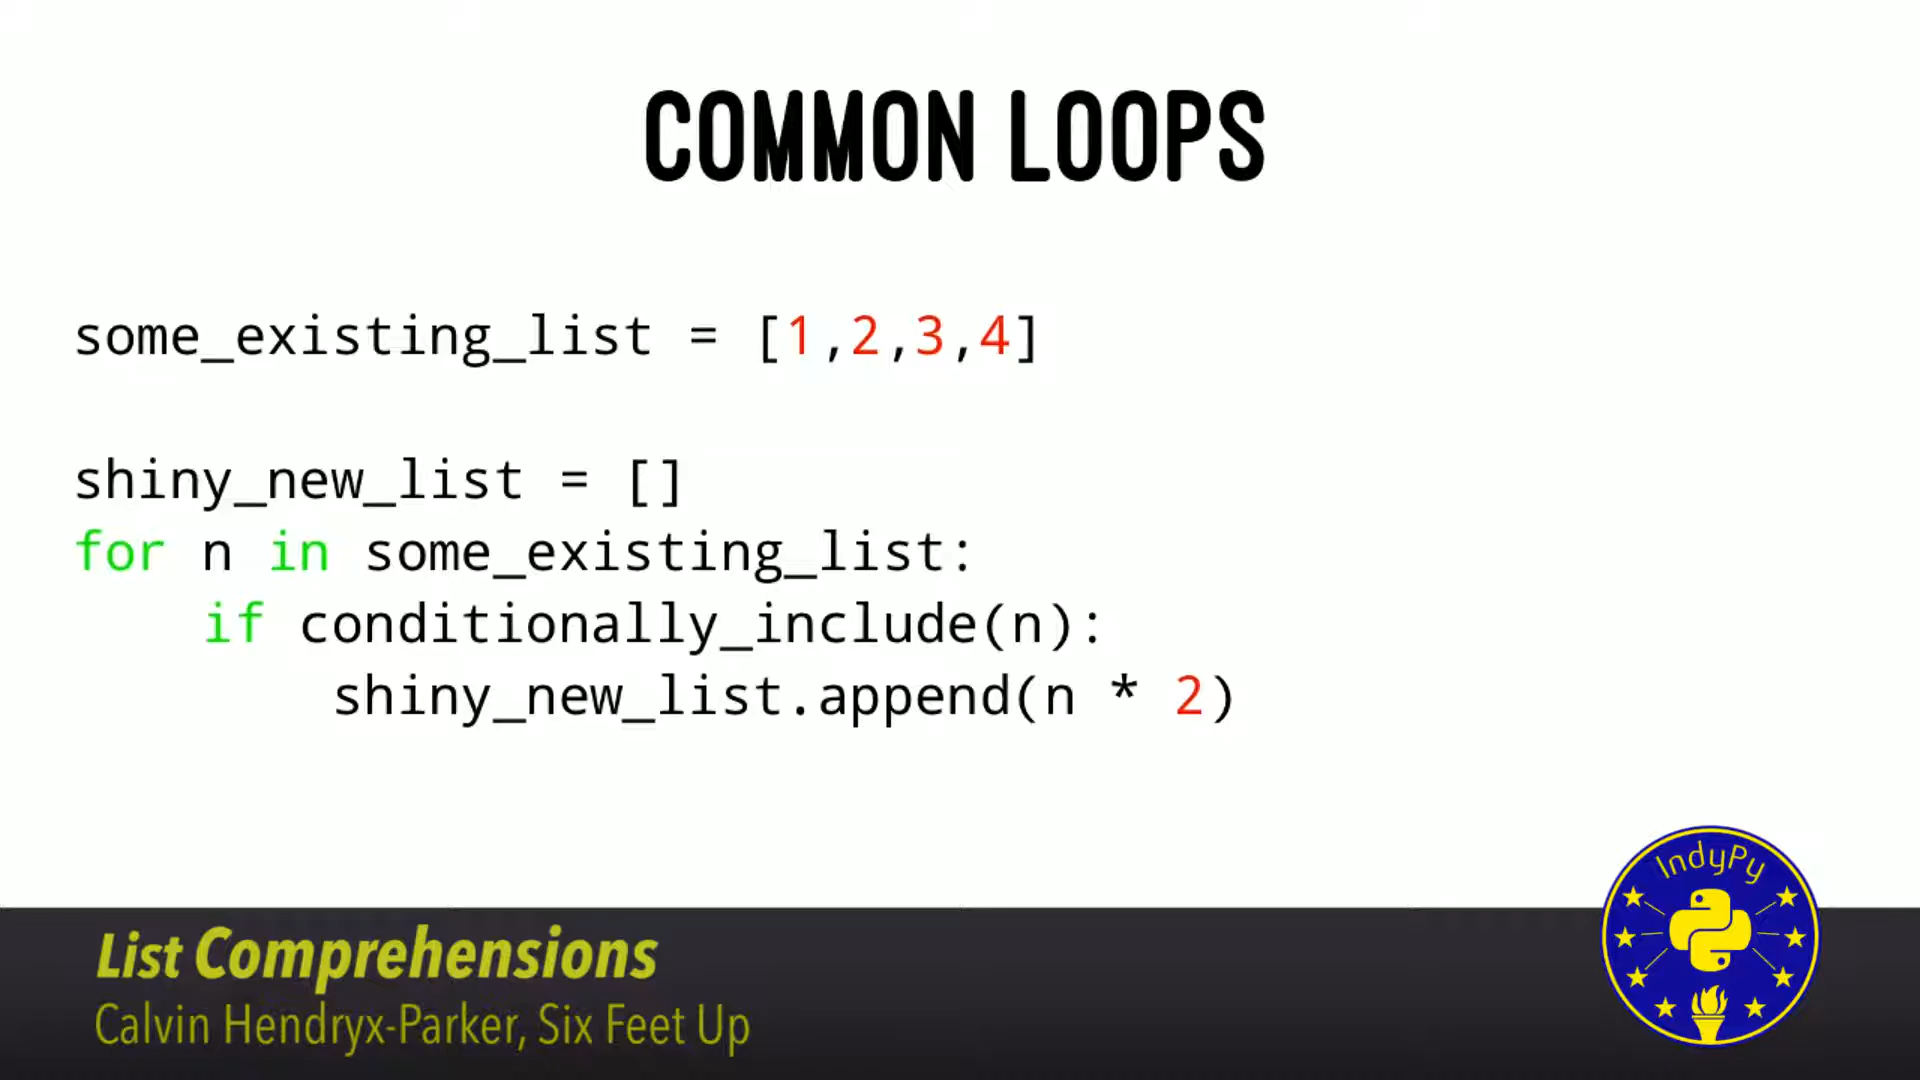 COMMON LOOPS
some_existing_list = [1,2,3,4]
shiny_new_list = []
for n in some_existing_list:
    if conditionally_include(n):
        shiny_new_list.append(n * 2)
IndyPy
List Comprehensions
Calvin Hendryx-Parker, Six Feet Up